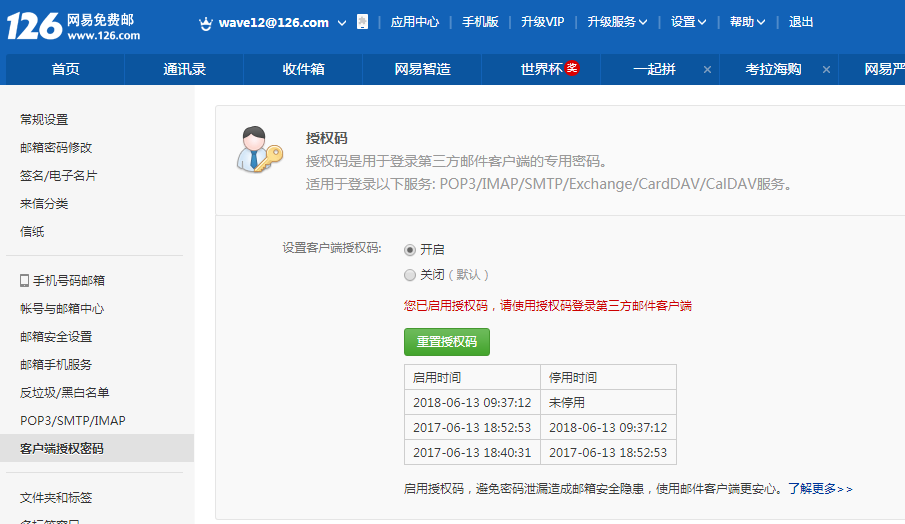 126 网易免费邮
www.126.com
wave12@126.com 应用中心 | 手机版 | 升级VIP | 升级服务 | 设置 | 帮助 | 退出
首页 通讯录 收件箱 网易智造 世界杯 奖 一起拼 × 考拉海购 × 网易严
常规设置
邮箱密码修改
签名/电子名片
来信分类
信纸
手机号码邮箱
帐号与邮箱中心
邮箱安全设置
邮箱手机服务
反垃圾/黑白名单
POP3/SMTP/IMAP
客户端授权密码
文件夹和标签
授权码
授权码是用于登录第三方邮件客户端的专用密码。
适用于登录以下服务: POP3/IMAP/SMTP/Exchange/CardDAV/CalDAV服务。
设置客户端授权码: 开启
关闭（默认）
您已启用授权码，请使用授权码登录第三方邮件客户端
重置授权码
启用时间 停用时间
2018-06-13 09:37:12 未停用
2017-06-13 18:52:53 2018-06-13 09:37:12
2017-06-13 18:40:31 2017-06-13 18:52:53
启用授权码，避免密码泄漏造成邮箱安全隐患，使用邮件客户端更安心。了解更多>>